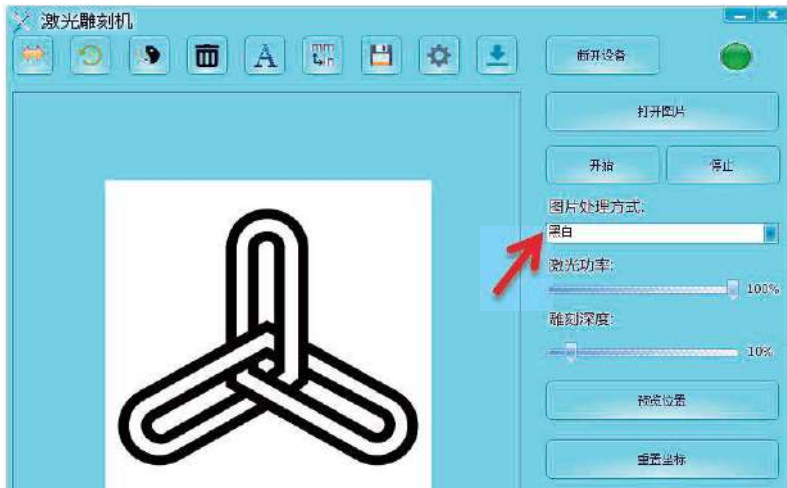 激光雕刻机
A
mm
in
断开设备
打开图片
开始
停止
图片处理方式:
黑白
激光功率:
100%
雕刻深度:
10%
预览位置
重置坐标